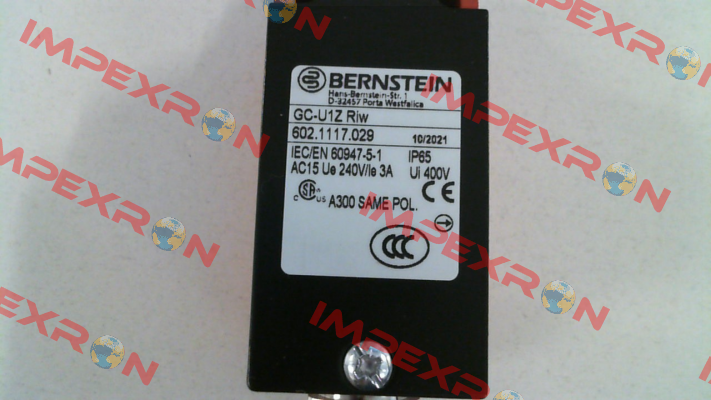 BERNSTEIN
Hans-Bernstein-Str. 1
D-32457 Porta Westfalica
GC-U1Z Riw
602.1117.029 10/2021
IEC/EN 60947-5-1 IP65
AC15 Ue 240V/Ie 3A Ui 400V
CE
C SA US A300 SAME POL.
CCC
IMPEXRON
IMPEXRON
IMPEXRON
IMPEXRON
IMPEXRON
IMPEXRON